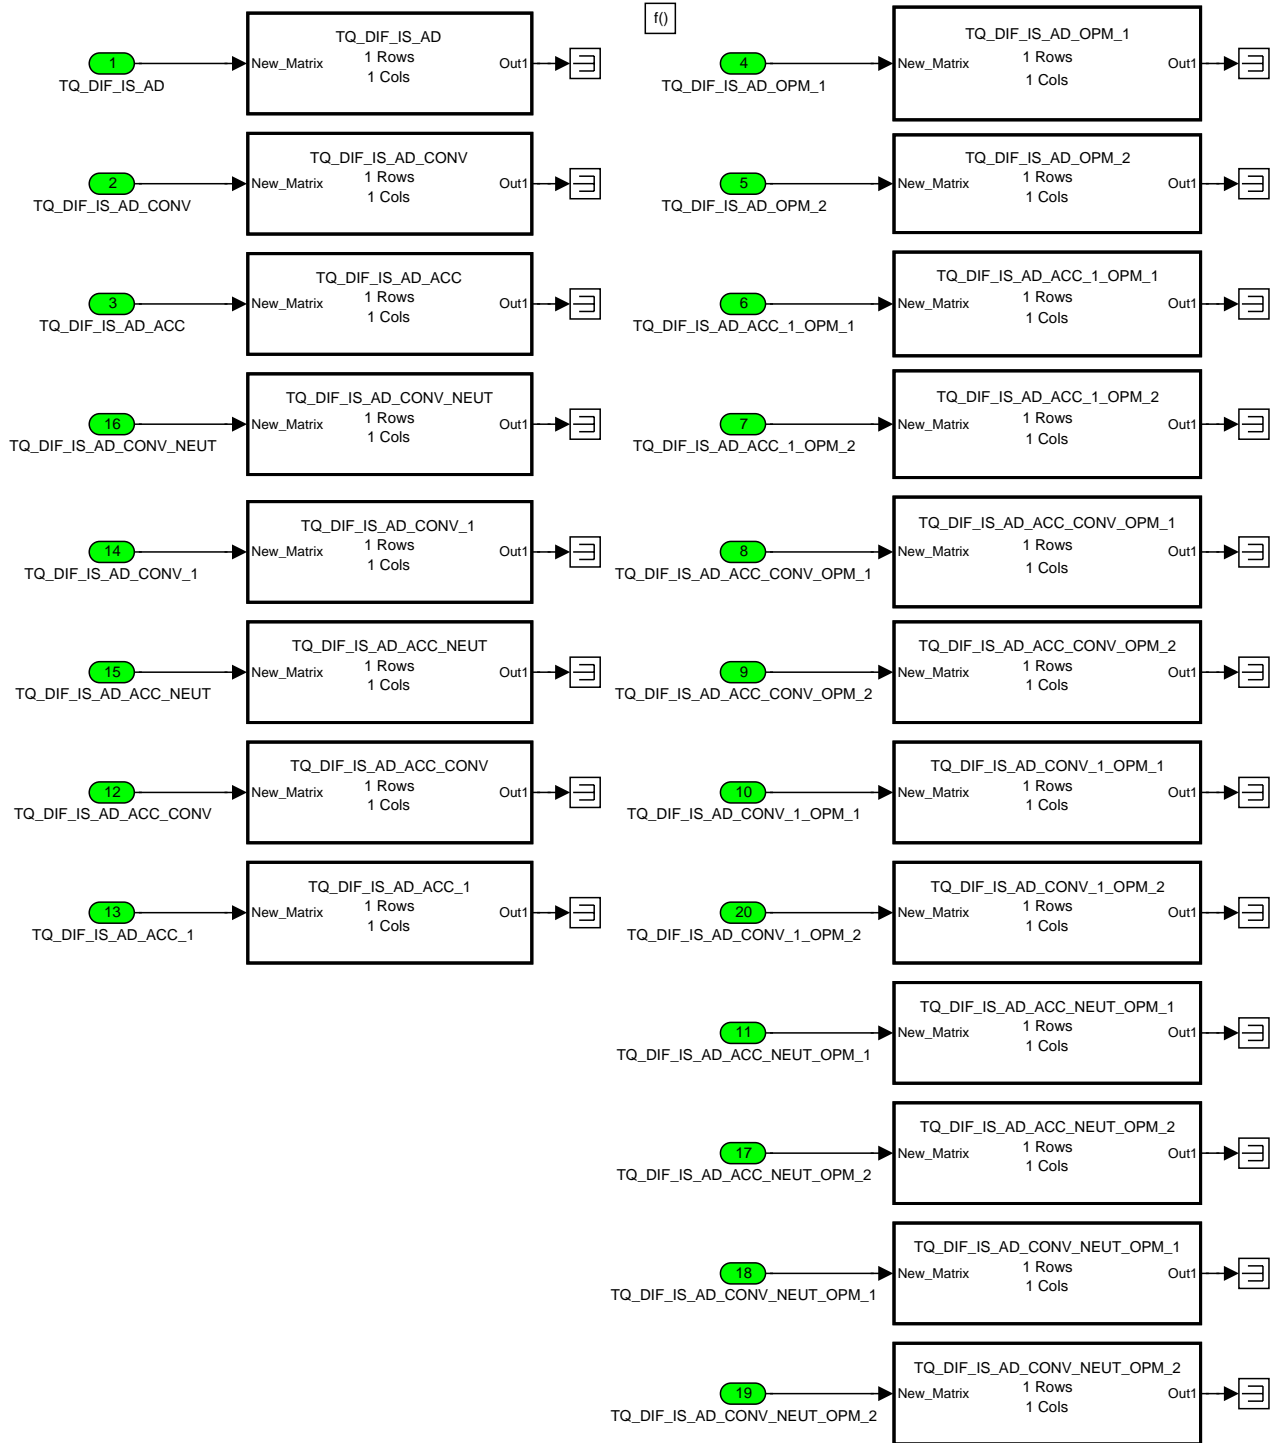 f()
TQ_DIF_IS_AD
1 Rows
1
New_Matrix
Out1
1 Cols
TQ_DIF_IS_AD
TQ_DIF_IS_AD_CONV
1 Rows
2
New_Matrix
Out1
1 Cols
TQ_DIF_IS_AD_CONV
TQ_DIF_IS_AD_ACC
1 Rows
3
New_Matrix
Out1
1 Cols
TQ_DIF_IS_AD_ACC
TQ_DIF_IS_AD_CONV_NEUT
1 Rows
16
New_Matrix
Out1
1 Cols
TQ_DIF_IS_AD_CONV_NEUT
TQ_DIF_IS_AD_CONV_1
1 Rows
14
New_Matrix
Out1
1 Cols
TQ_DIF_IS_AD_CONV_1
TQ_DIF_IS_AD_ACC_NEUT
1 Rows
15
New_Matrix
Out1
1 Cols
TQ_DIF_IS_AD_ACC_NEUT
TQ_DIF_IS_AD_ACC_CONV
1 Rows
12
New_Matrix
Out1
1 Cols
TQ_DIF_IS_AD_ACC_CONV
TQ_DIF_IS_AD_ACC_1
1 Rows
13
New_Matrix
Out1
1 Cols
TQ_DIF_IS_AD_ACC_1
TQ_DIF_IS_AD_OPM_1
1 Rows
4
New_Matrix
Out1
1 Cols
TQ_DIF_IS_AD_OPM_1
TQ_DIF_IS_AD_OPM_2
1 Rows
5
New_Matrix
Out1
1 Cols
TQ_DIF_IS_AD_OPM_2
TQ_DIF_IS_AD_ACC_1_OPM_1
1 Rows
6
New_Matrix
Out1
1 Cols
TQ_DIF_IS_AD_ACC_1_OPM_1
TQ_DIF_IS_AD_ACC_1_OPM_2
1 Rows
7
New_Matrix
Out1
1 Cols
TQ_DIF_IS_AD_ACC_1_OPM_2
TQ_DIF_IS_AD_ACC_CONV_OPM_1
1 Rows
8
New_Matrix
Out1
1 Cols
TQ_DIF_IS_AD_ACC_CONV_OPM_1
TQ_DIF_IS_AD_ACC_CONV_OPM_2
1 Rows
9
New_Matrix
Out1
1 Cols
TQ_DIF_IS_AD_ACC_CONV_OPM_2
TQ_DIF_IS_AD_CONV_1_OPM_1
1 Rows
10
New_Matrix
Out1
1 Cols
TQ_DIF_IS_AD_CONV_1_OPM_1
TQ_DIF_IS_AD_CONV_1_OPM_2
1 Rows
20
New_Matrix
Out1
1 Cols
TQ_DIF_IS_AD_CONV_1_OPM_2
TQ_DIF_IS_AD_ACC_NEUT_OPM_1
1 Rows
11
New_Matrix
Out1
1 Cols
TQ_DIF_IS_AD_ACC_NEUT_OPM_1
TQ_DIF_IS_AD_ACC_NEUT_OPM_2
1 Rows
17
New_Matrix
Out1
1 Cols
TQ_DIF_IS_AD_ACC_NEUT_OPM_2
TQ_DIF_IS_AD_CONV_NEUT_OPM_1
1 Rows
18
New_Matrix
Out1
1 Cols
TQ_DIF_IS_AD_CONV_NEUT_OPM_1
TQ_DIF_IS_AD_CONV_NEUT_OPM_2
1 Rows
19
New_Matrix
Out1
1 Cols
TQ_DIF_IS_AD_CONV_NEUT_OPM_2